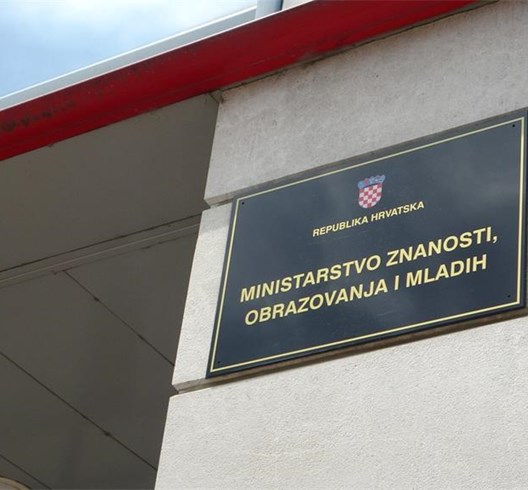 REPUBLIKA HRVATSKA
MINISTARSTVO ZNANOSTI,
OBRAZOVANJA I MLADIH